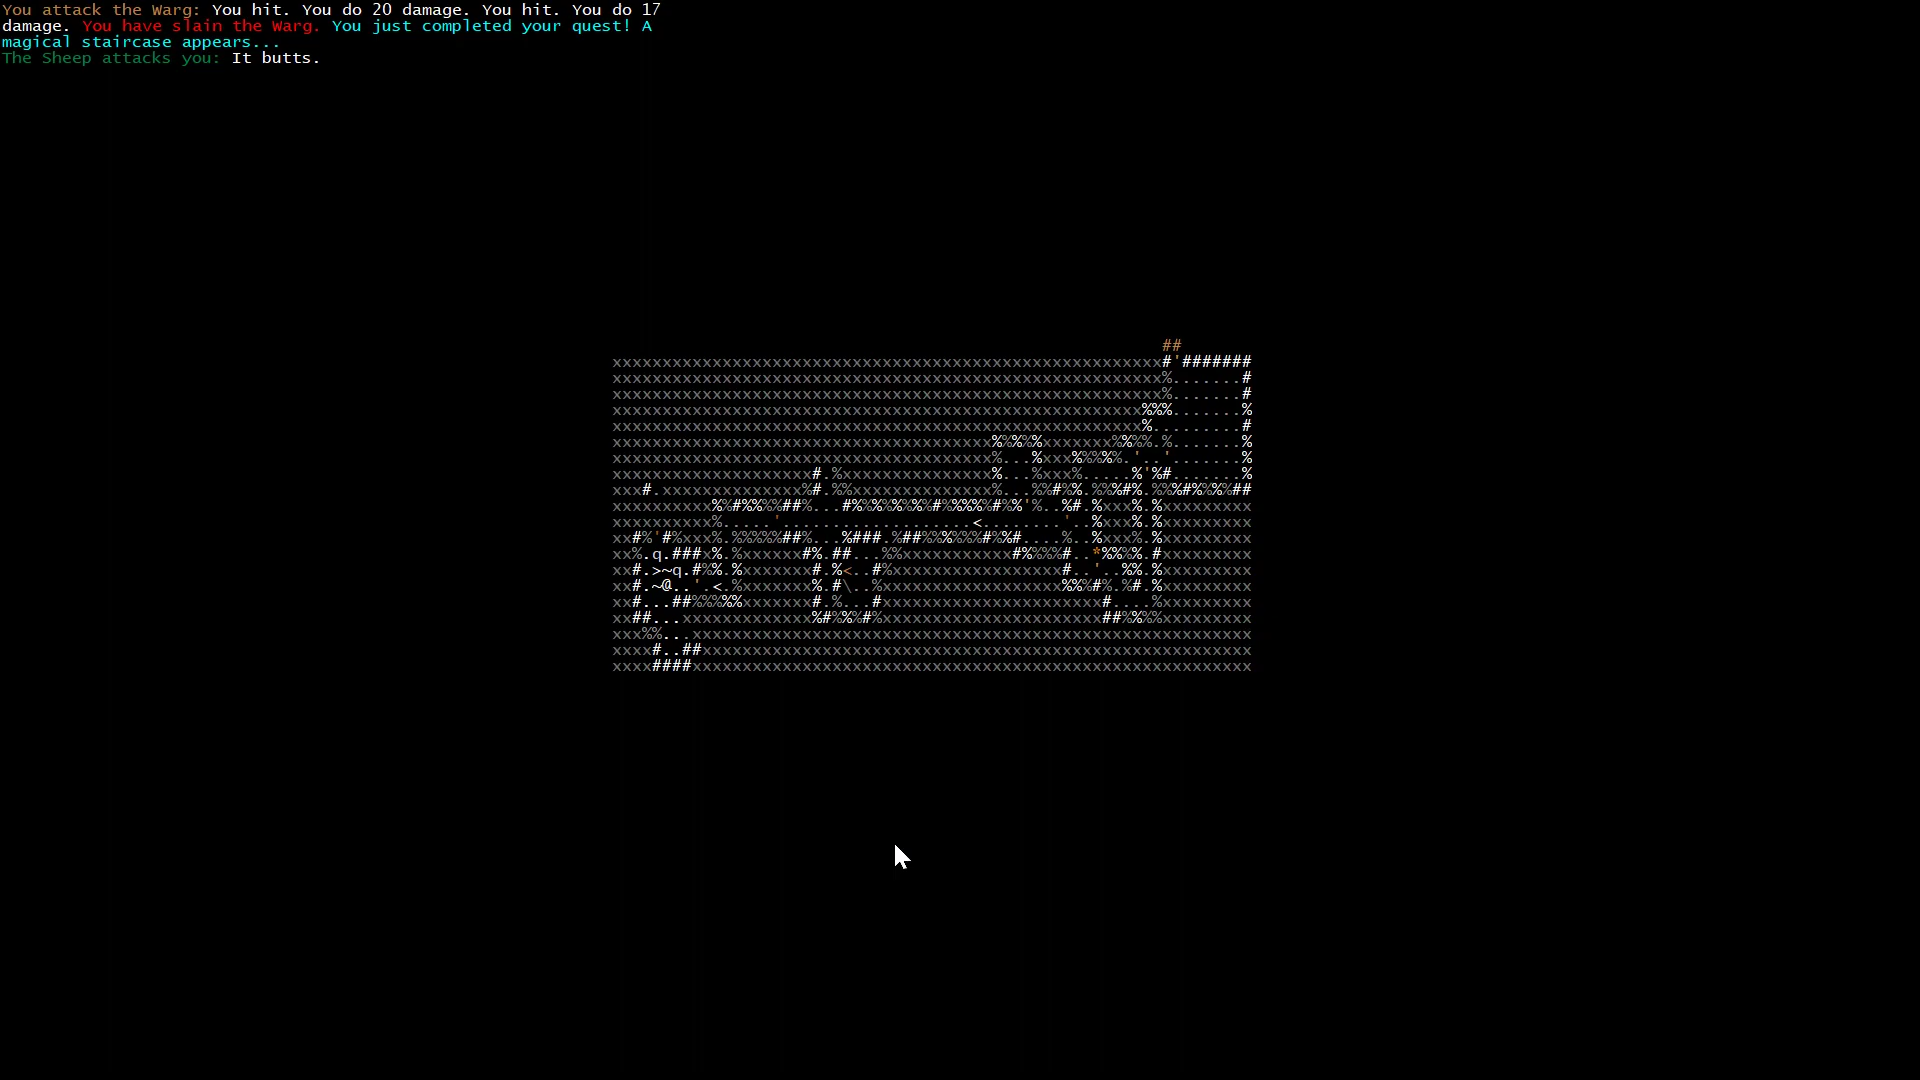 You attack the Warg: You hit. You do 20 damage. You hit. You do 17
damage. You have slain the Warg. You just completed your quest! A
magical staircase appears...
The Sheep attacks you: It butts.